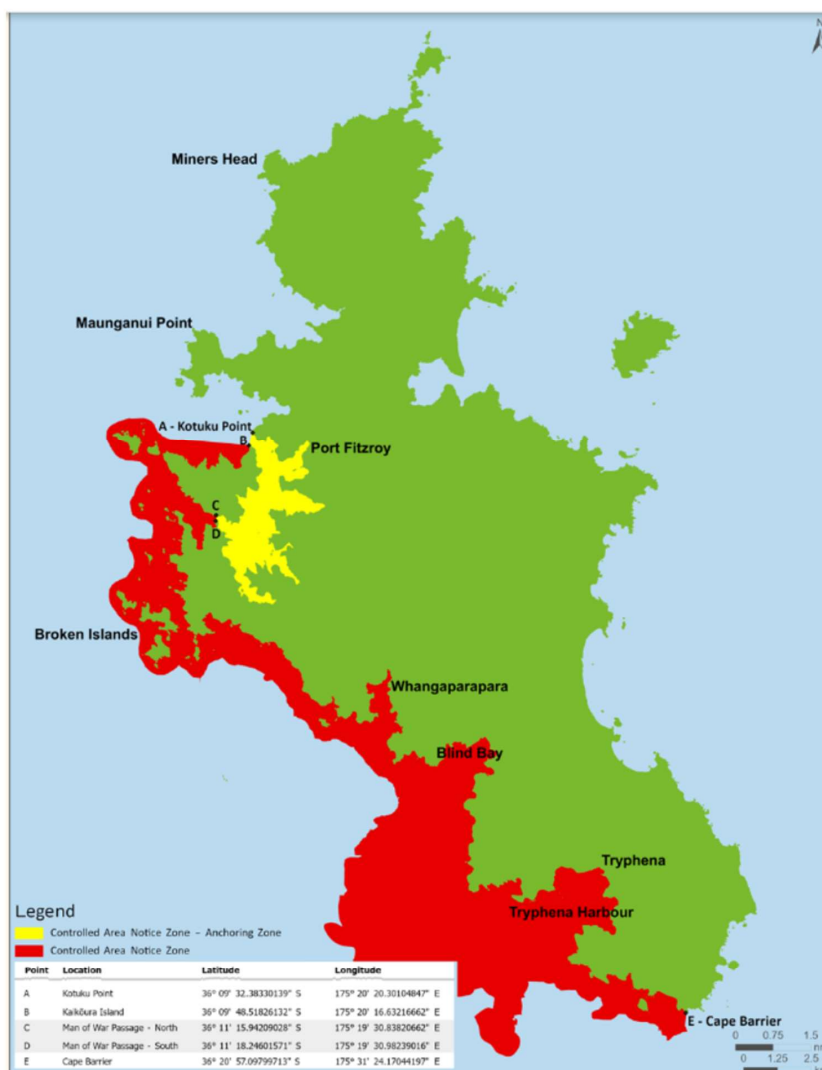 N
Miners Head
Maunganui Point
A - Kotuku Point
B
Port Fitzroy
C
D
Broken Islands
Whangaparapara
Blind Bay
Tryphena
Tryphena Harbour
E - Cape Barrier
Legend
Controlled Area Notice Zone – Anchoring Zone
Controlled Area Notice Zone
Point Location Latitude Longitude
A Kotuku Point 36° 09' 32.38330139" S 175° 20' 20.30104847" E
B Kaikōura Island 36° 09' 48.51826132" S 175° 20' 16.63216662" E
C Man of War Passage - North 36° 11' 15.94209028" S 175° 19' 30.83820662" E
D Man of War Passage - South 36° 11' 18.24601571" S 175° 19' 30.98239016" E
E Cape Barrier 36° 20' 57.09799713" S 175° 31' 24.17044197" E
0 0.75 1.5
0 1.25 2.5